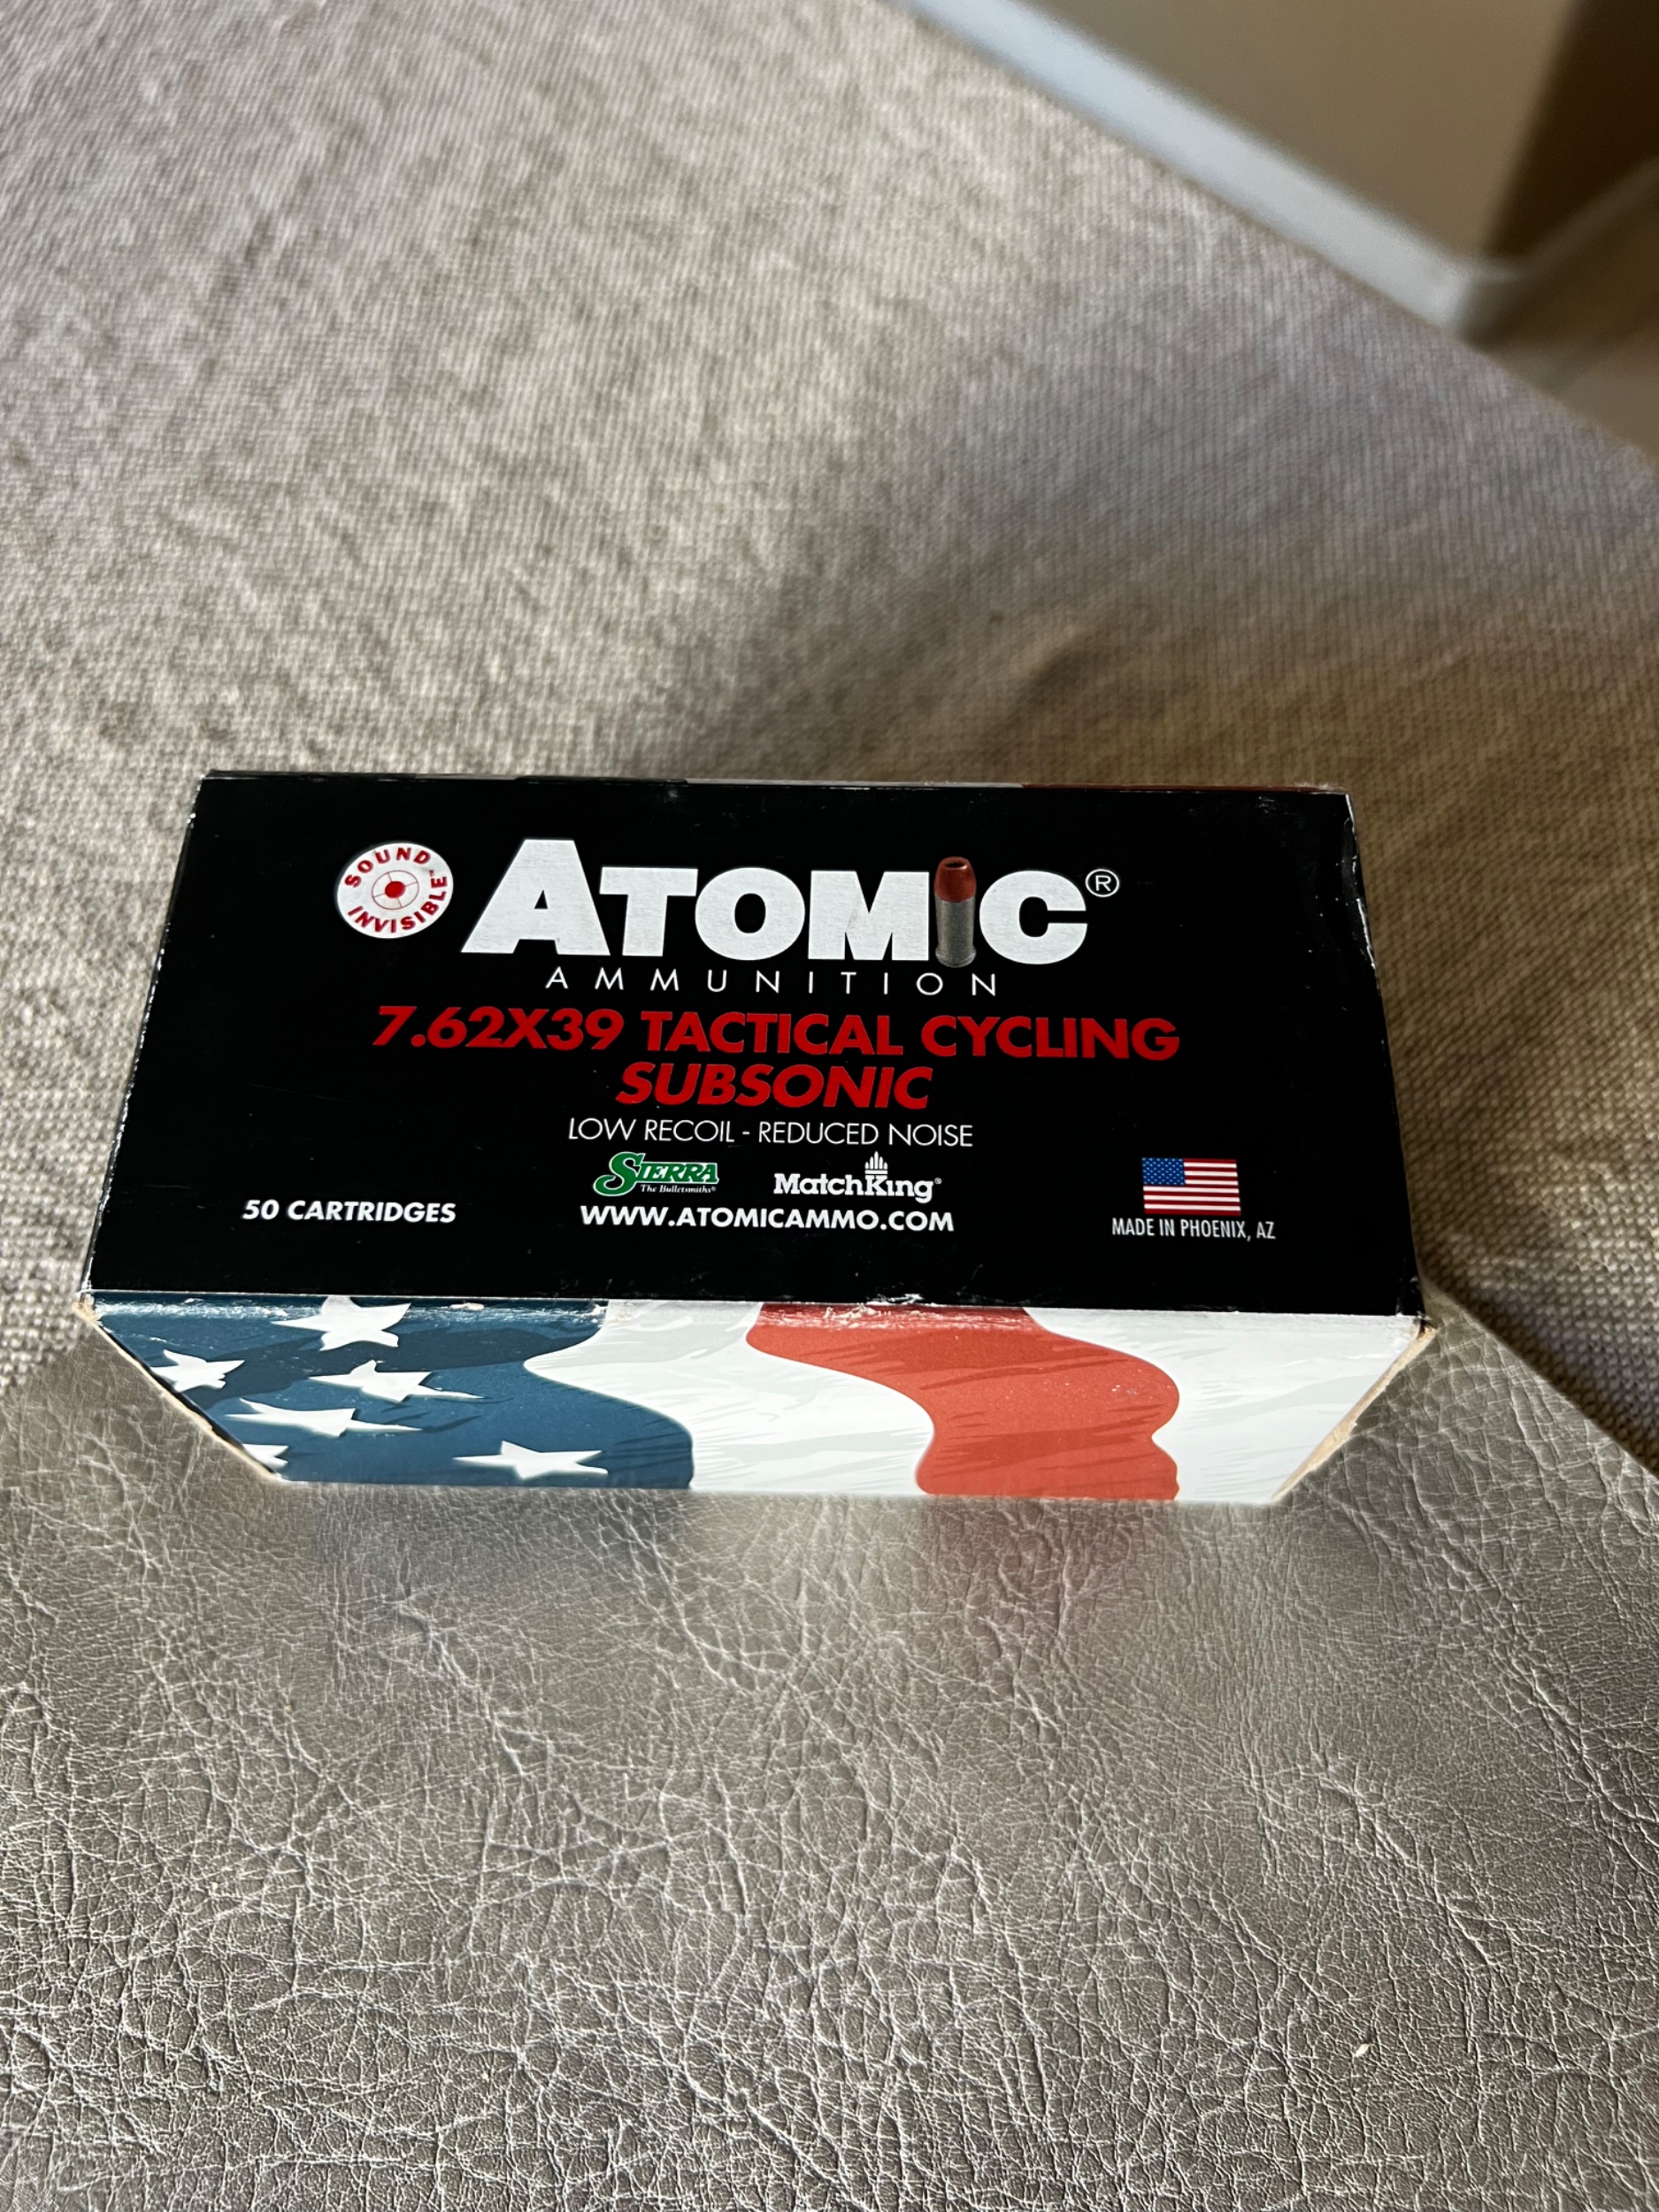 SOUND INVISIBLE™
ATOMIC®
AMMUNITION
7.62X39 TACTICAL CYCLING
SUBSONIC
LOW RECOIL - REDUCED NOISE
SIERRA
The Bulletsmiths®
MatchKing®
50 CARTRIDGES
WWW.ATOMICAMMO.COM
MADE IN PHOENIX, AZ